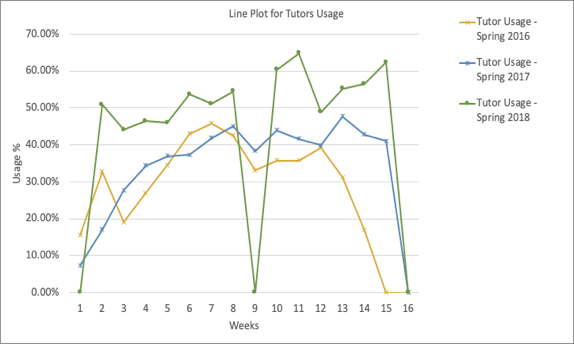 Line Plot for Tutors Usage
70.00%
60.00%
50.00%
40.00%
30.00%
20.00%
10.00%
0.00%
Usage %
1 2 3 4 5 6 7 8 9 10 11 12 13 14 15 16
Weeks
Tutor Usage -
Spring 2016
Tutor Usage -
Spring 2017
Tutor Usage -
Spring 2018